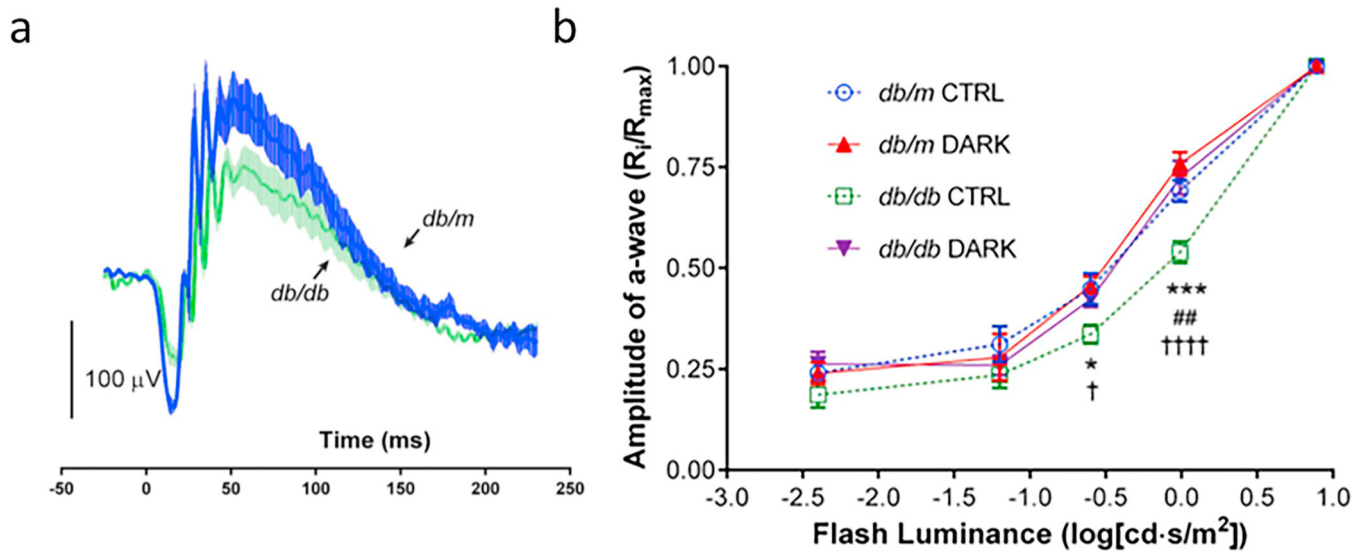 a
db/m
db/db
100 μV
Time (ms)
-50 0 50 100 150 200 250
b
Amplitude of a-wave (Ri/Rmax)
1.00
0.75
0.50
0.25
0.00
db/m CTRL
db/m DARK
db/db CTRL
db/db DARK
***
##
††††
*
†
-3.0 -2.5 -2.0 -1.5 -1.0 -0.5 0.0 0.5 1.0
Flash Luminance (log[cd·s/m²])